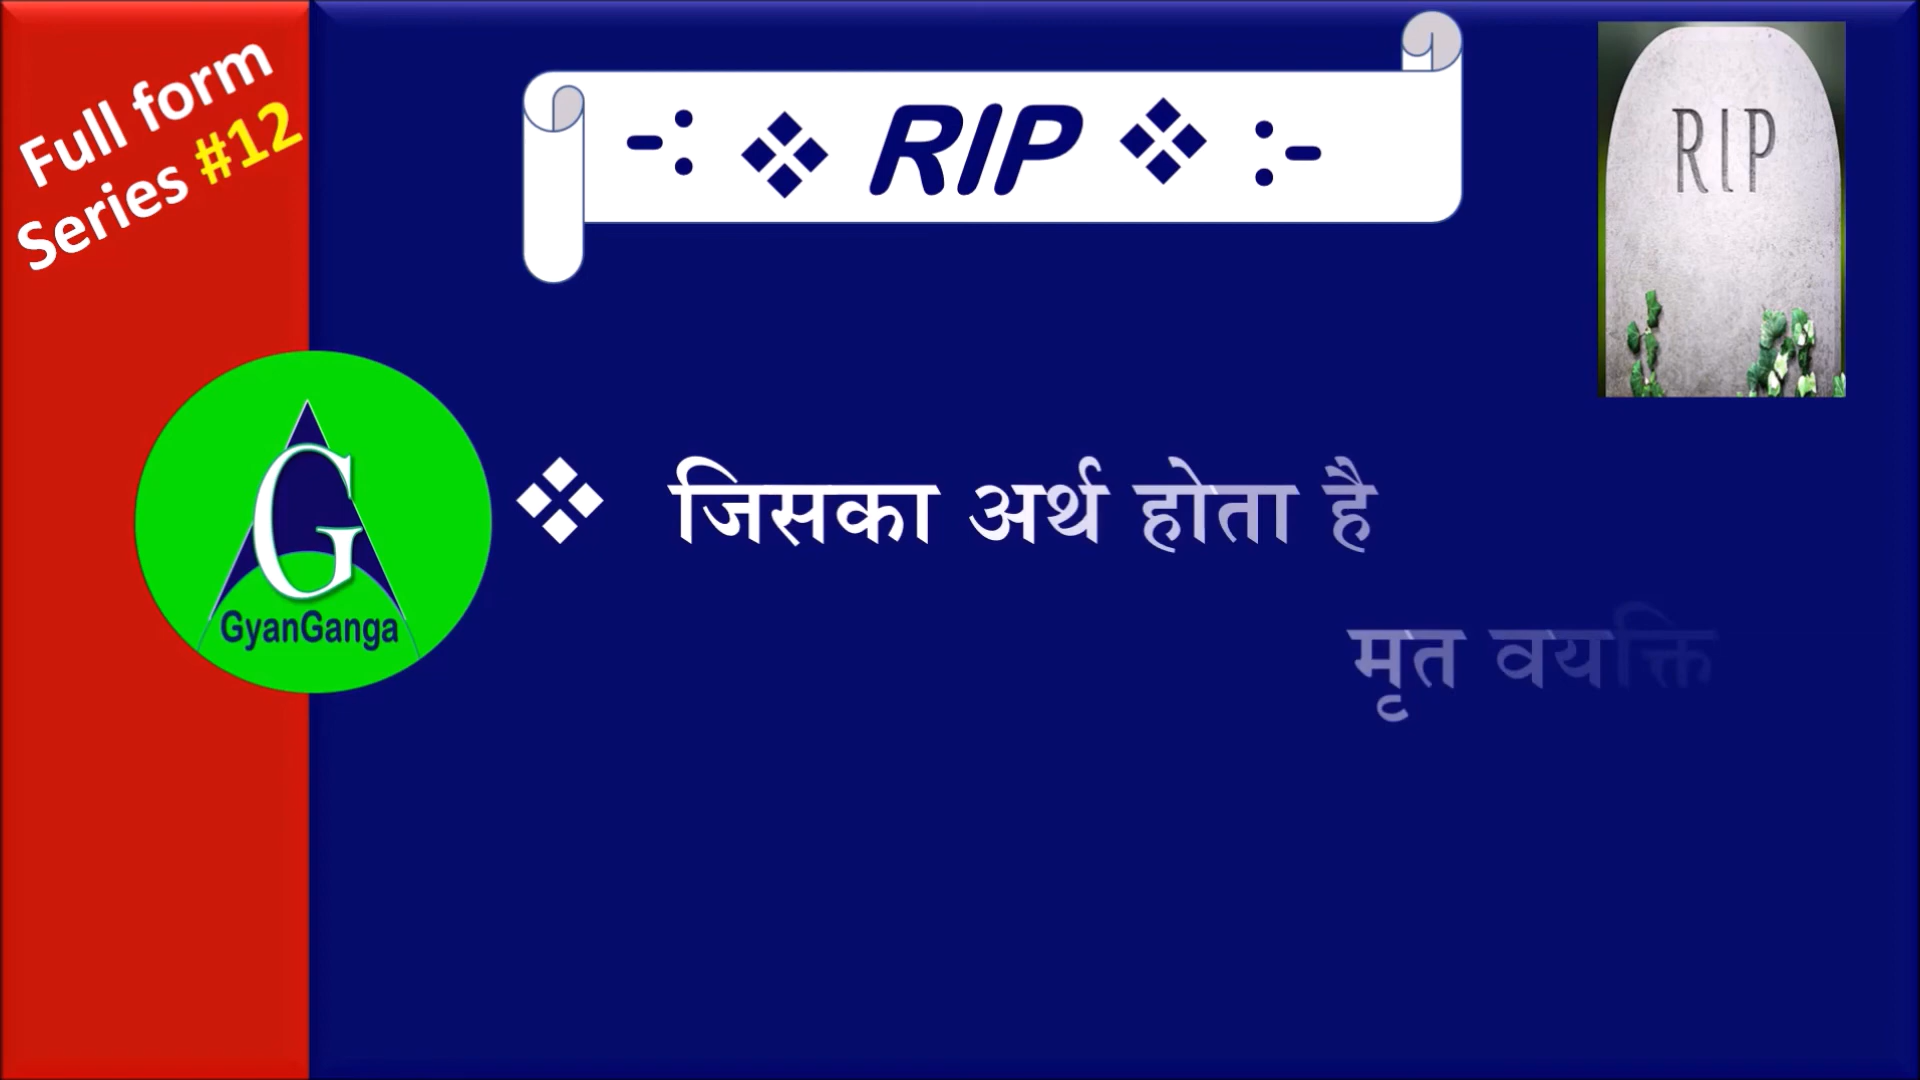 Full form
Series #12
-: ❖ RIP ❖ :-
RIP
GyanGanga
❖ जिसका अर्थ होता है
मृत वयक्ति